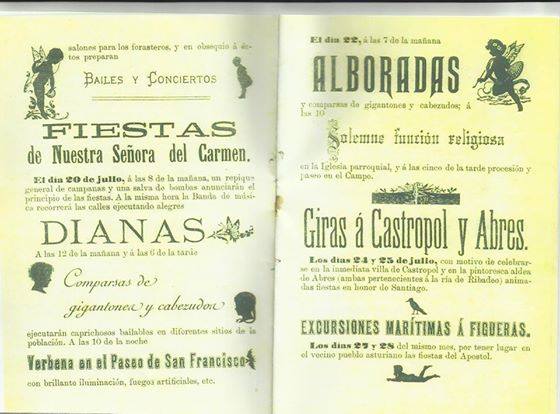 salones para los forasteros, y en obsequio á és-
tos preparan
BAILES Y CONCIERTOS
FIESTAS
de Nuestra Señora del Carmen.
El día 20 de julio, á las 8 de la mañana, un repique
general de campanas y una salva de bombas anunciarán el
principio de las fiestas. A la misma hora la Banda de mú-
sica recorrerá las calles ejecutando alegres
DIANAS
A las 12 de la mañana y á las 6 de la tarde
Comparsas de
gigantones y cabezudos
ejecutarán caprichosos bailables en diferentes sitios de la
población. A las 10 de la noche
Verbena en el Paseo de San Francisco
con brillante iluminación, fuegos artificiales, etc.
El día 22, á las 7 de la mañana
ALBORADAS
y comparsas de gigantones y cabezudos; á
las 10
Solemne función religiosa
en la Iglesia parroquial, y á las cinco de la tarde procesión y
paseo en el Campo.
Giras á Castropol y Abres.
Los días 24 y 25 de julio, con motivo de celebrar-
se en la inmediata villa de Castropol y en la pintoresca aldea
de Abres (ambas pertenecientes á la ría de Ribadeo) anima-
das fiestas en honor de Santiago.
EXCURSIONES MARÍTIMAS Á FIGUERAS.
Los días 27 y 28 del mismo mes, por tener lugar en
el vecino pueblo asturiano las fiestas del Apostol.